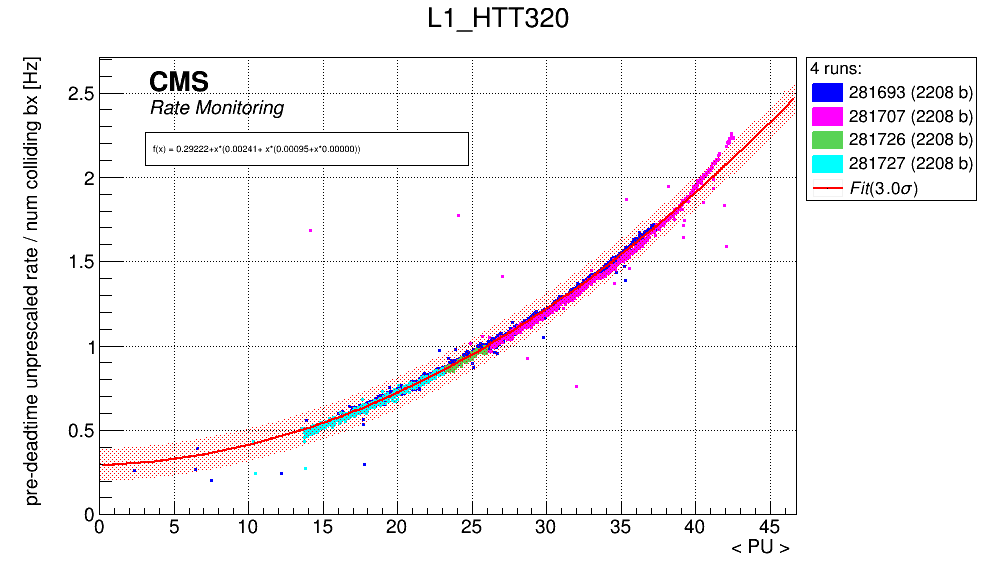 L1_HTT320
pre-deadtime unprescaled rate / num colliding bx [Hz]
CMS
Rate Monitoring
f(x) = 0.29222+x*(0.00241+ x*(0.00095+x*0.00000))
2.5
2
1.5
1
0.5
0
0 5 10 15 20 25 30 35 40 45
< PU >
4 runs:
281693 (2208 b)
281707 (2208 b)
281726 (2208 b)
281727 (2208 b)
Fit(3.0σ)